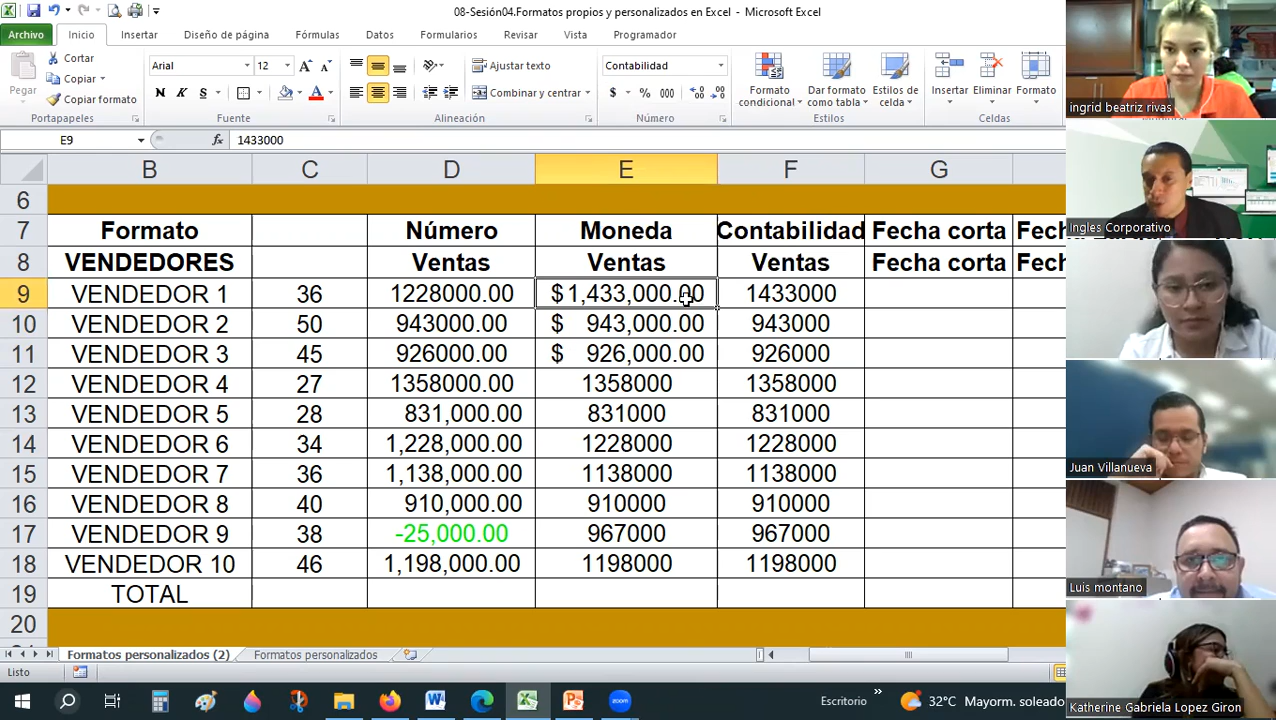 08-Sesión04.Formatos propios y personalizados en Excel - Microsoft Excel
Archivo Inicio Insertar Diseño de página Fórmulas Datos Formularios Revisar Vista Programador
Pegar Cortar Copiar Copiar formato
Arial 12
N K S A
Ajustar texto
Combinar y centrar
Contabilidad
$ % 000
Formato condicional Dar formato como tabla Estilos de celda Insertar Eliminar Formato
Portapapeles Fuente Alineación Número Estilos Celdas
E9 fx 1433000
B C D E F G
6
7 Formato Número Moneda Contabilidad Fecha corta Fech
8 VENDEDORES Ventas Ventas Ventas Fecha corta Fech
9 VENDEDOR 1 36 1228000.00 $ 1,433,000.00 1433000
10 VENDEDOR 2 50 943000.00 $ 943,000.00 943000
11 VENDEDOR 3 45 926000.00 $ 926,000.00 926000
12 VENDEDOR 4 27 1358000.00 1358000 1358000
13 VENDEDOR 5 28 831,000.00 831000 831000
14 VENDEDOR 6 34 1,228,000.00 1228000 1228000
15 VENDEDOR 7 36 1,138,000.00 1138000 1138000
16 VENDEDOR 8 40 910,000.00 910000 910000
17 VENDEDOR 9 38 -25,000.00 967000 967000
18 VENDEDOR 10 46 1,198,000.00 1198000 1198000
19 TOTAL
20
Formatos personalizados (2) Formatos personalizados
Listo
Escritorio » 32°C Mayorm. soleado
ingrid beatriz rivas
Ingles Corporativo
Juan Villanueva
Luis montano
Katherine Gabriela Lopez Giron